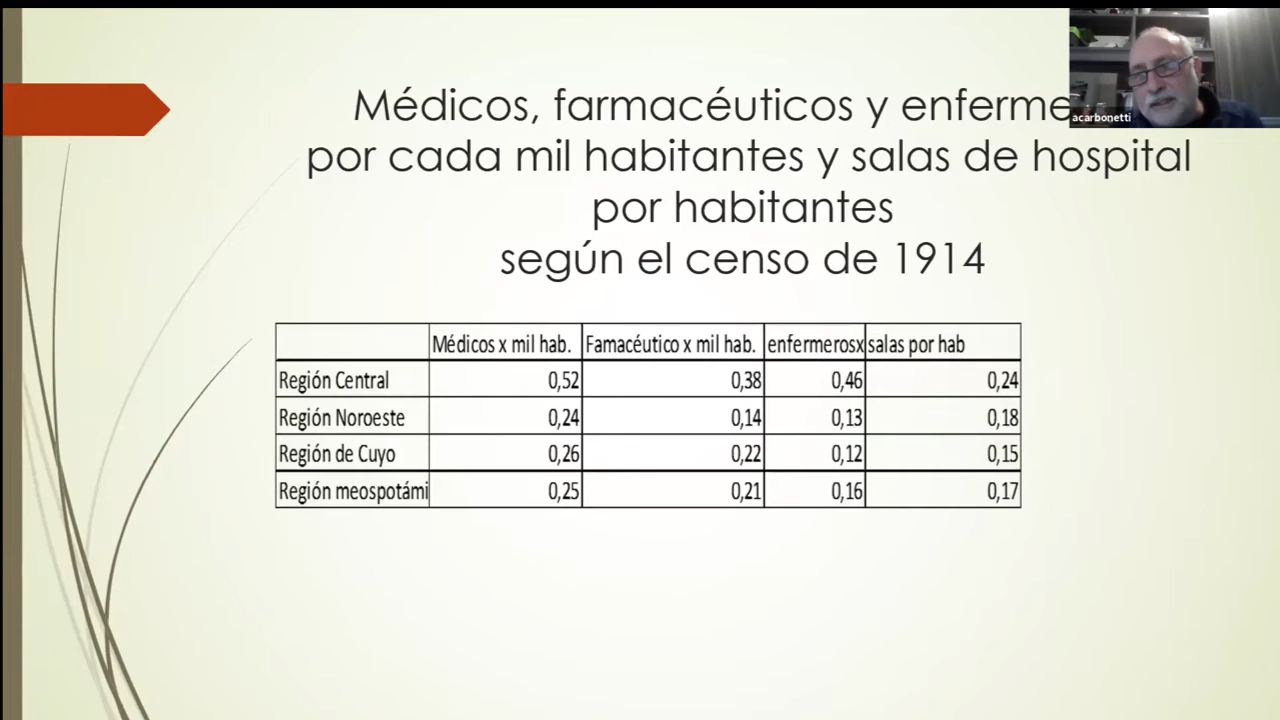 Médicos, farmacéuticos y enferme
por cada mil habitantes y salas de hospital
por habitantes
según el censo de 1914
acarbonetti
Médicos x mil hab. Famacéutico x mil hab. enfermerosx salas por hab
Región Central 0,52 0,38 0,46 0,24
Región Noroeste 0,24 0,14 0,13 0,18
Región de Cuyo 0,26 0,22 0,12 0,15
Región meospotámi 0,25 0,21 0,16 0,17